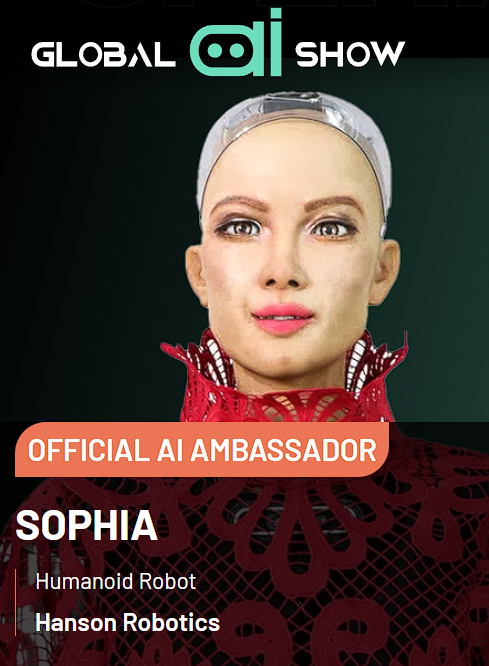 GLOBAL ai SHOW
OFFICIAL AI AMBASSADOR
SOPHIA
Humanoid Robot
Hanson Robotics